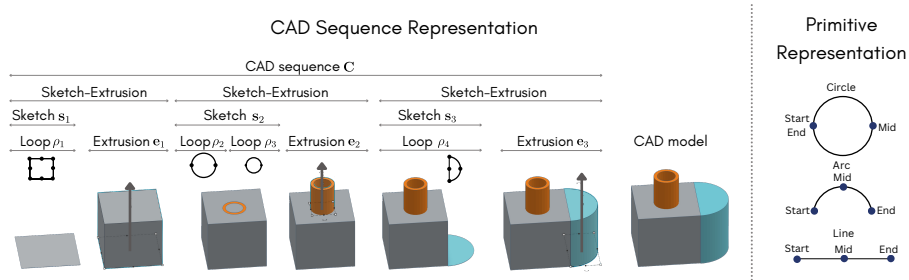 CAD Sequence Representation
CAD sequence C
Sketch-Extrusion Sketch-Extrusion Sketch-Extrusion
Sketch s₁ Sketch s₂ Sketch s₃
Loop ρ₁ Extrusion e₁ Loop ρ₂ Loop ρ₃ Extrusion e₂ Loop ρ₄ Extrusion e₃ CAD model
Primitive
Representation
Circle
Start
End
Mid
Arc
Mid
Start
End
Line
Start
Mid
End